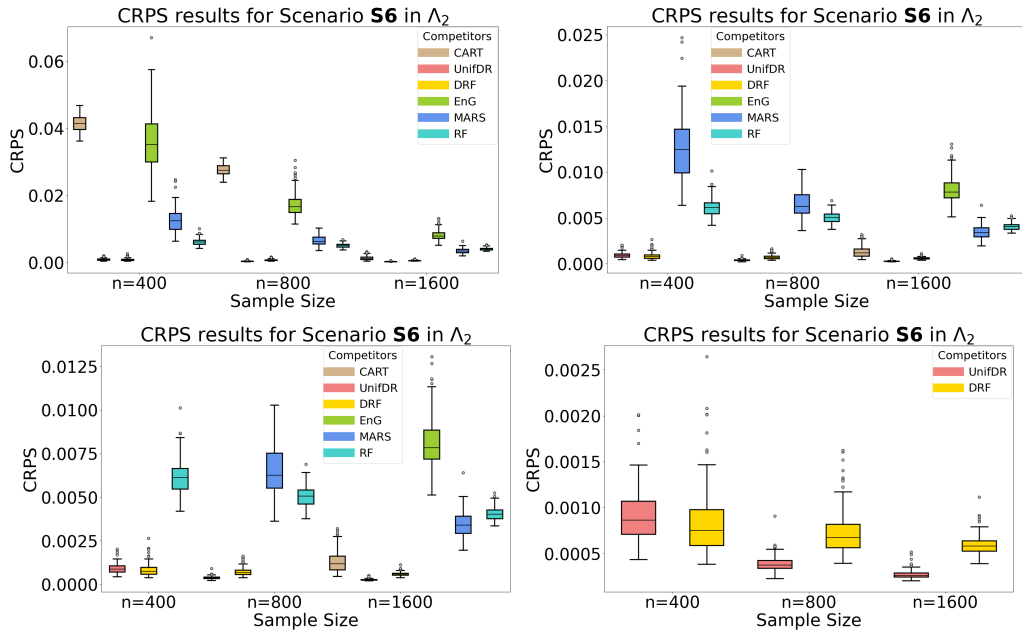 CRPS results for Scenario S6 in Λ₂
CRPS
0.06
0.04
0.02
0.00
n=400
n=800
n=1600
Sample Size
Competitors
CART
UnifDR
DRF
EnG
MARS
RF
CRPS results for Scenario S6 in Λ₂
CRPS
0.025
0.020
0.015
0.010
0.005
0.000
n=400
n=800
n=1600
Sample Size
Competitors
CART
UnifDR
DRF
EnG
MARS
RF
CRPS results for Scenario S6 in Λ₂
CRPS
0.0125
0.0100
0.0075
0.0050
0.0025
0.0000
n=400
n=800
n=1600
Sample Size
Competitors
CART
UnifDR
DRF
EnG
MARS
RF
CRPS results for Scenario S6 in Λ₂
CRPS
0.0025
0.0020
0.0015
0.0010
0.0005
n=400
n=800
n=1600
Sample Size
Competitors
UnifDR
DRF